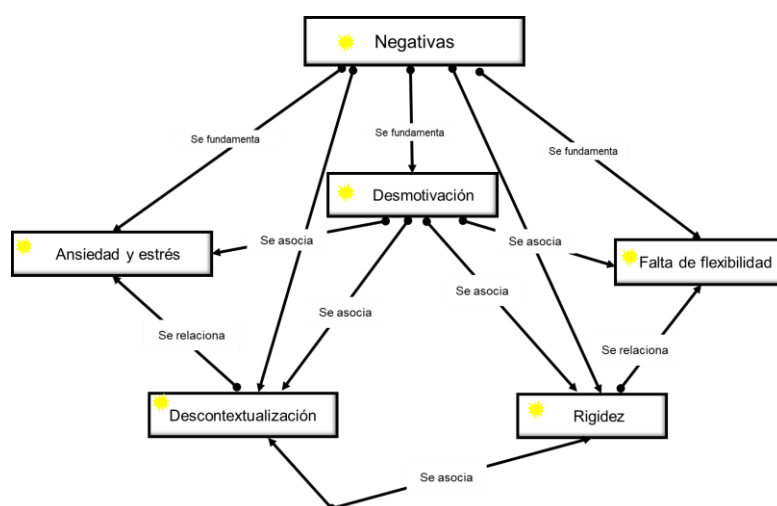 Negativas
Se fundamenta
Se fundamenta
Se fundamenta
Desmotivación
Ansiedad y estrés
Se asocia
Se asocia
Falta de flexibilidad
Se asocia
Se asocia
Se relaciona
Se relaciona
Descontextualización
Rigidez
Se asocia